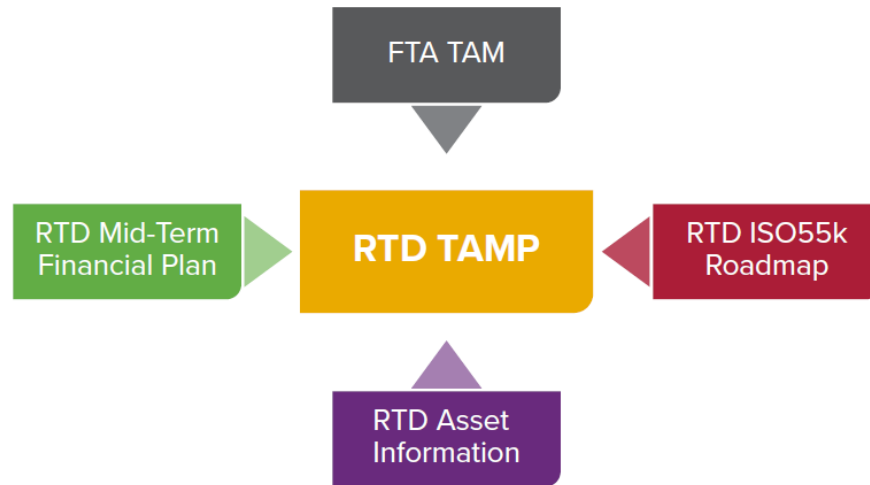 FTA TAM
RTD Mid-Term
Financial Plan
RTD TAMP
RTD ISO55k
Roadmap
RTD Asset
Information